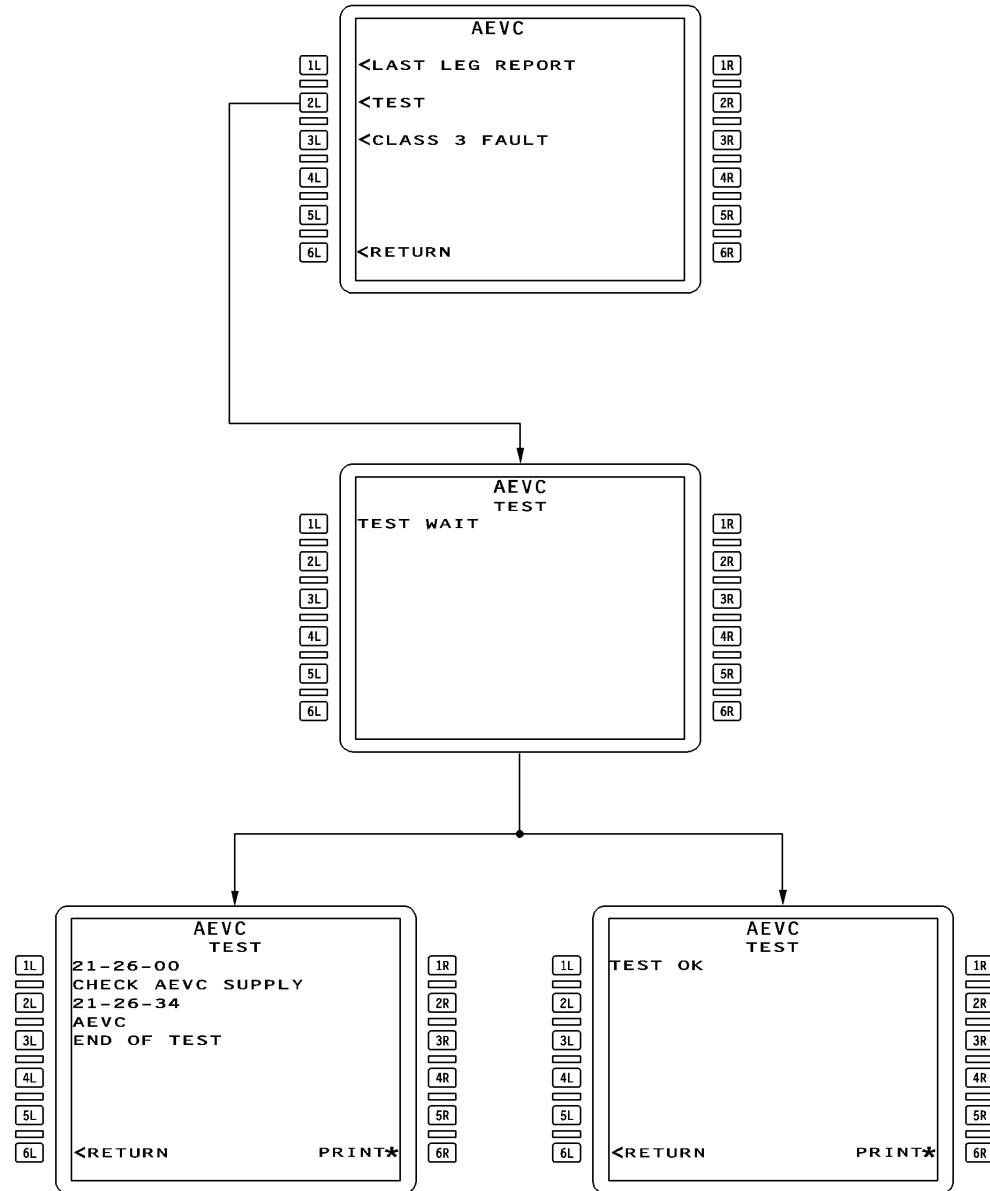 AEVC
1L <LAST LEG REPORT 1R
2L <TEST 2R
3L <CLASS 3 FAULT 3R
4L 4R
5L 5R
6L <RETURN 6R
AEVC
TEST
1L TEST WAIT 1R
2L 2R
3L 3R
4L 4R
5L 5R
6L 6R
AEVC
TEST
1L 21-26-00 1R
CHECK AEVC SUPPLY
2L 21-26-34 2R
AEVC
3L END OF TEST 3R
4L 4R
5L 5R
6L <RETURN PRINT* 6R
AEVC
TEST
1L TEST OK 1R
2L 2R
3L 3R
4L 4R
5L 5R
6L <RETURN PRINT* 6R